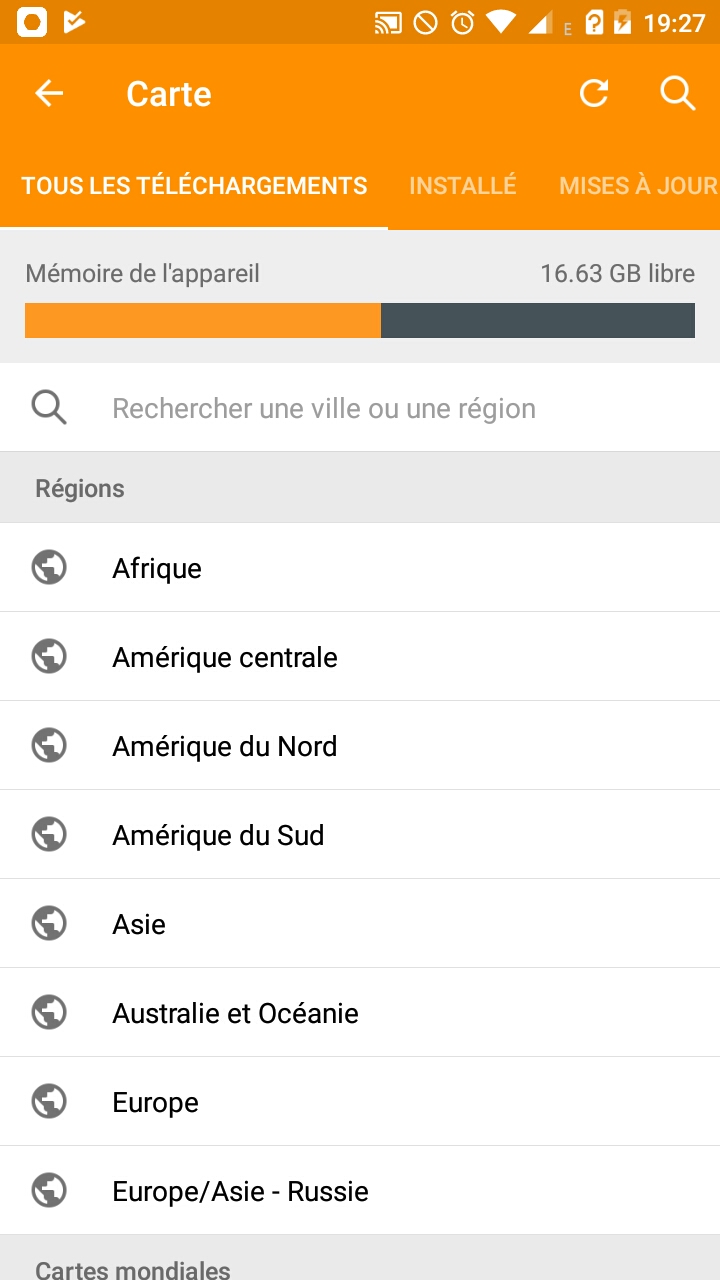 E 19:27
Carte
TOUS LES TÉLÉCHARGEMENTS INSTALLÉ MISES À JOUR
Mémoire de l'appareil 16.63 GB libre
Rechercher une ville ou une région
Régions
Afrique
Amérique centrale
Amérique du Nord
Amérique du Sud
Asie
Australie et Océanie
Europe
Europe/Asie - Russie
Cartes mondiales